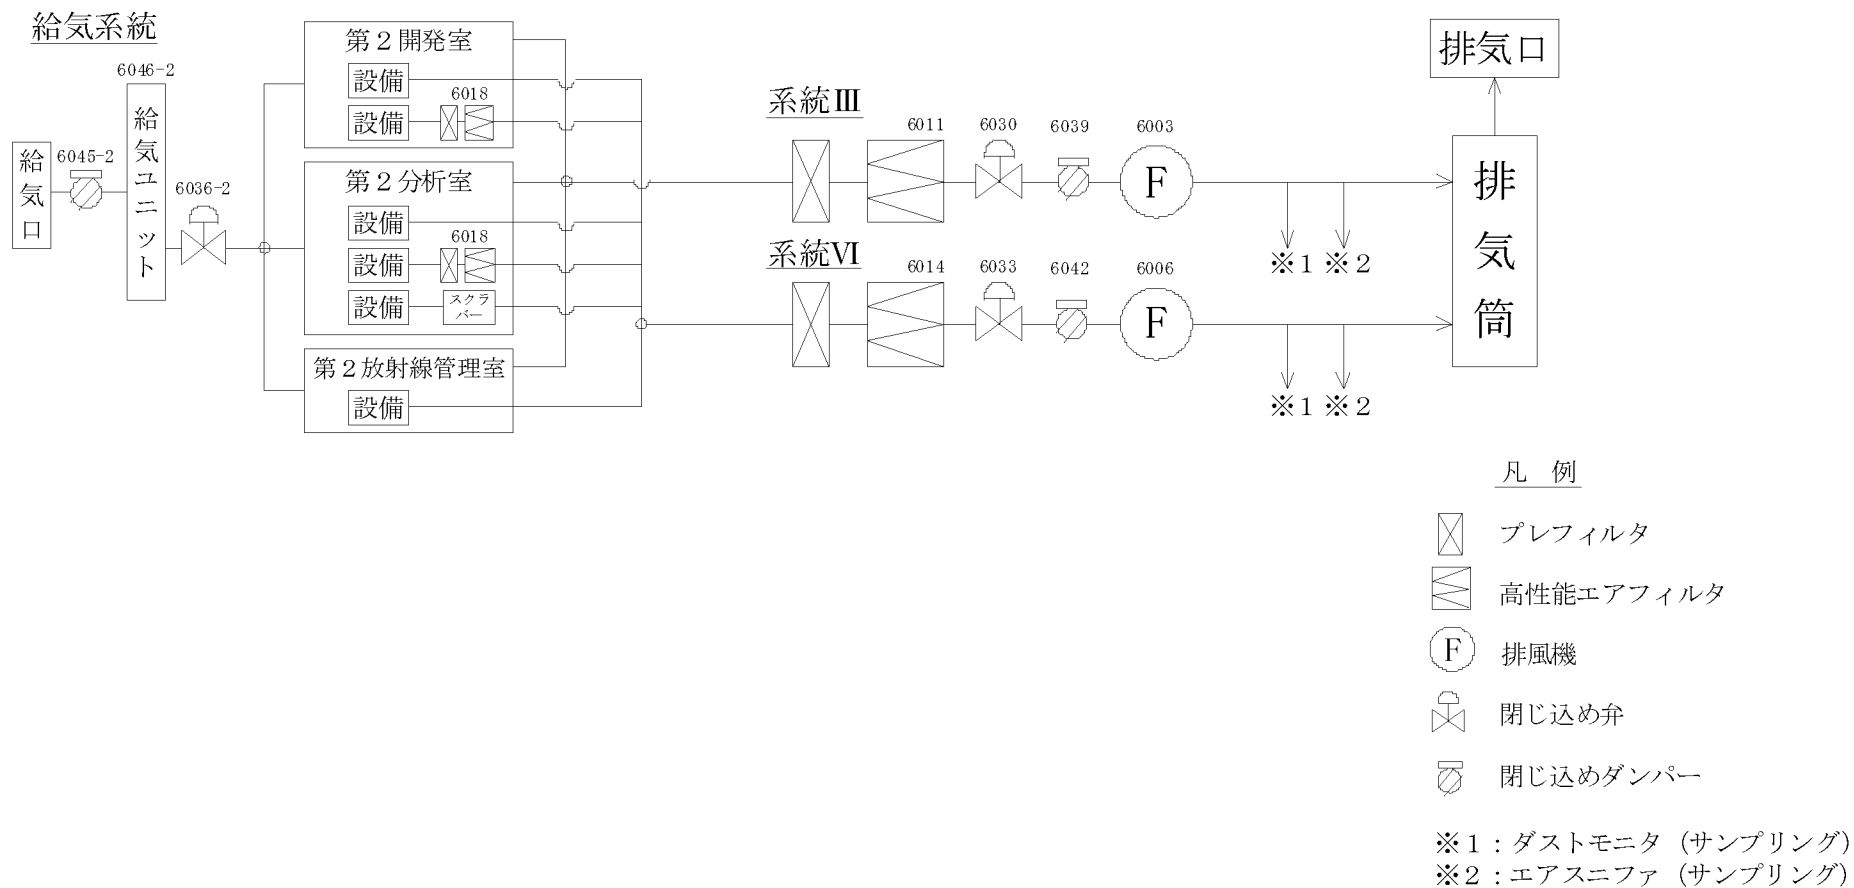 給気系統
6046-2
給気ユニット
6045-2
給気口
6036-2
第２開発室
設備
6018
設備
第２分析室
設備
6018
設備
設備
スクラ
バー
第２放射線管理室
設備
系統Ⅲ
6011
6030
6039
6003
F
※１
※２
系統Ⅵ
6014
6033
6042
6006
F
※１
※２
排気口
排気筒
凡　例
プレフィルタ
高性能エアフィルタ
F
排風機
閉じ込め弁
閉じ込めダンパー
※１：ダストモニタ（サンプリング）
※２：エアスニファ（サンプリング）